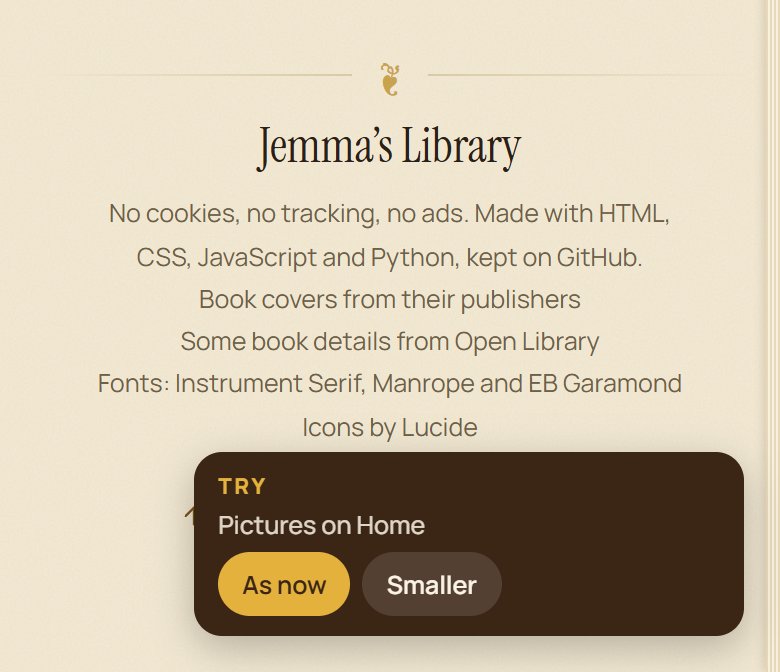 Jemma’s Library
No cookies, no tracking, no ads. Made with HTML,
CSS, JavaScript and Python, kept on GitHub.
Book covers from their publishers
Some book details from Open Library
Fonts: Instrument Serif, Manrope and EB Garamond
Icons by Lucide
TRY
Pictures on Home
As now
Smaller